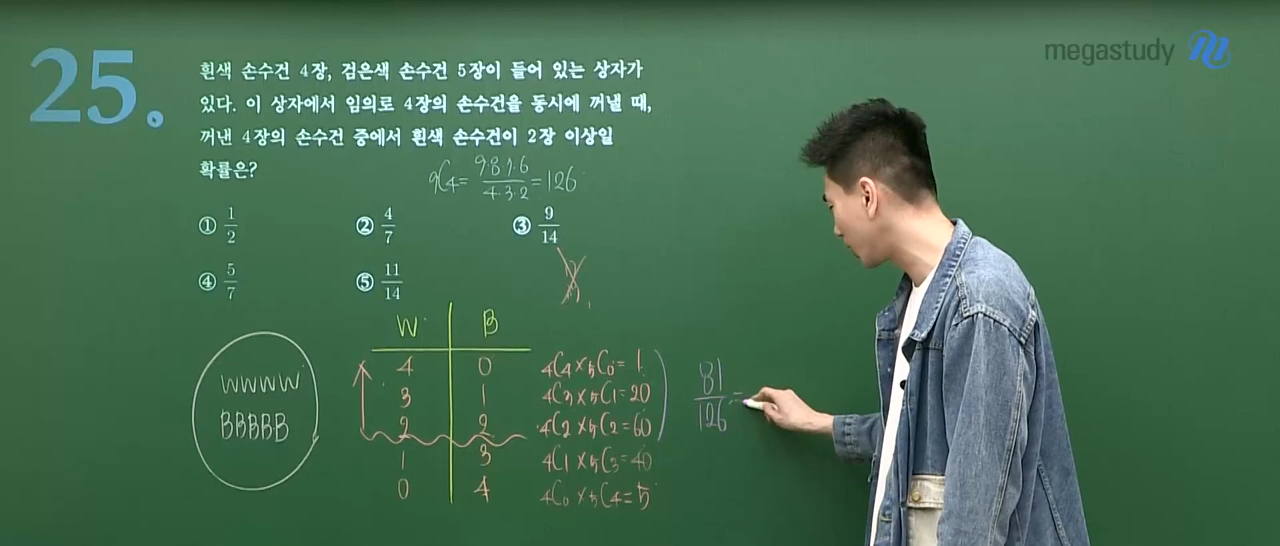 megastudy
25.
흰색 손수건 4장, 검은색 손수건 5장이 들어 있는 상자가
있다. 이 상자에서 임의로 4장의 손수건을 동시에 꺼낼 때,
꺼낸 4장의 손수건 중에서 흰색 손수건이 2장 이상일
확률은?
₉C₄ = 9·8·7·6 / 4·3·2 = 126
① 1/2 ② 4/7 ③ 9/14
④ 5/7 ⑤ 11/14
W B
4 0 ₄C₄ × ₅C₀ = 1
3 1 ₄C₃ × ₅C₁ = 20
2 2 ₄C₂ × ₅C₂ = 60
1 3 ₄C₁ × ₅C₃ = 40
0 4 ₄C₀ × ₅C₄ = 5
WWWW
BBBBB
81/126 =